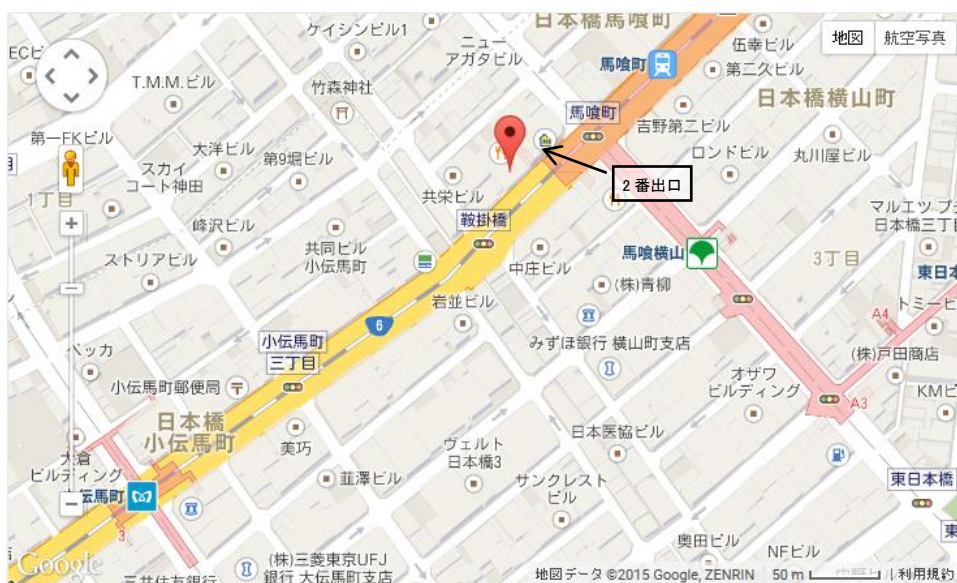 ケイシンビル1
日本橋馬喰町
ニュー
アガタビル
伍幸ビル
地図
航空写真
T.M.M.ビル
竹森神社
馬喰町
第二久ビル
日本橋横山町
馬喰町
吉野第二ビル
第一FKビル
大洋ビル
第9堀ビル
スカイ
コート神田
ロンドビル
丸川屋ビル
2番出口
1丁目
共栄ビル
鞍掛橋
峰沢ビル
マルエツ プチ
日本橋三丁目
ストリアビル
共同ビル
小伝馬町
中庄ビル
馬喰横山
3丁目
東日本
(株)青柳
岩並ビル
トミービ
A4
6
小伝馬町
三丁目
みずほ銀行 横山町支店
(株)戸田商店
ベッカ
小伝馬町郵便局
オザワ
ビルディング
KMビ
A3
日本橋
小伝馬町
美巧
ヴェルト
日本橋3
日本医協ビル
大倉
ビルディング
韮澤ビル
サンクレスト
ビル
東日本橋
伝馬町
3
奥田ビル
NFビル
東
Google
(株)三菱東京UFJ
銀行 大伝馬町支店
三井住友銀行
地図データ ©2015 Google, ZENRIN
50 m
利用規約